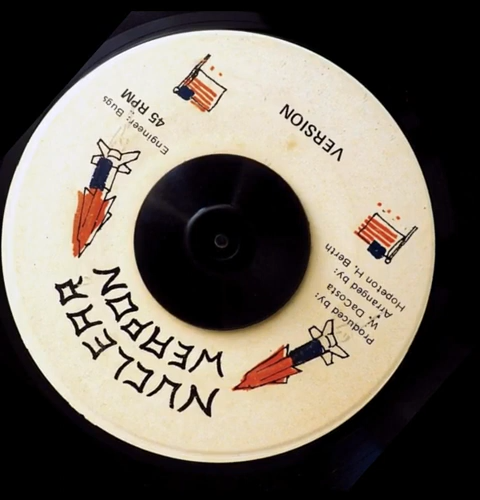 NUCLEAR
WEAPON
Produced by:
W. DaCosta
Arranged by:
Hopeton H. Berth
Engineer: Bugs
45 RPM
VERSION